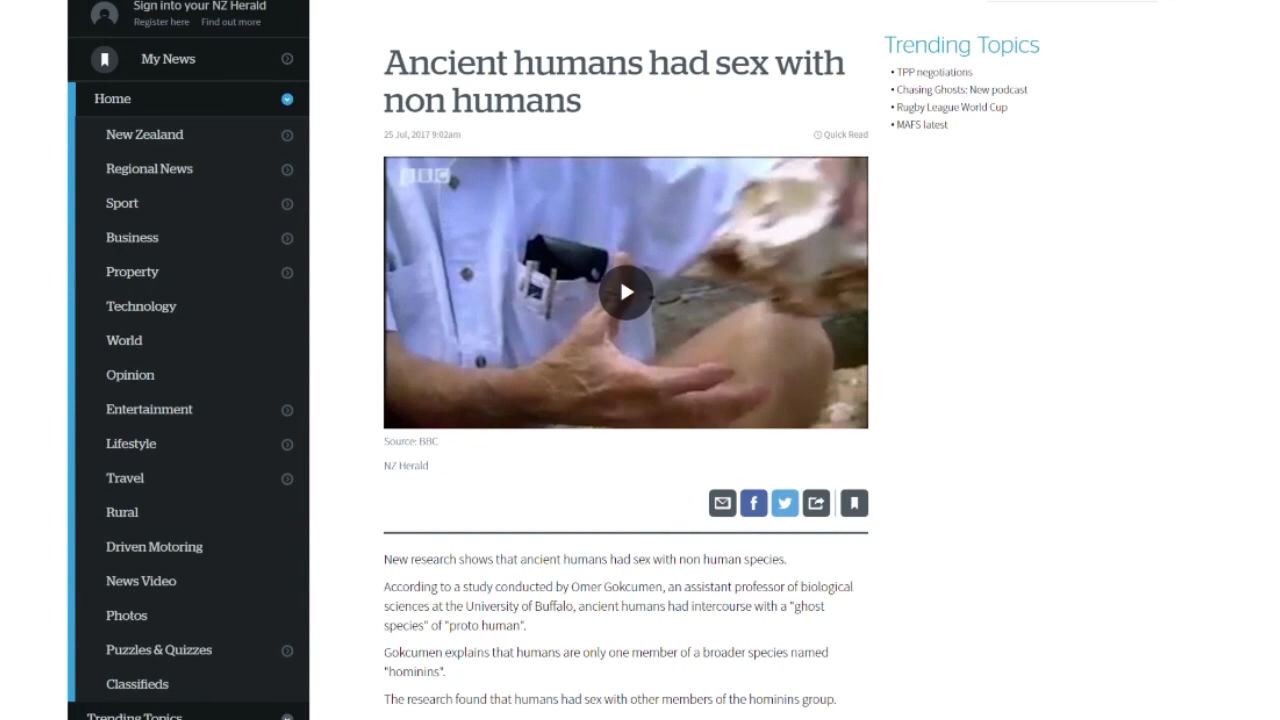 Sign into your NZ Herald
Register here Find out more
My News
Home
New Zealand
Regional News
Sport
Business
Property
Technology
World
Opinion
Entertainment
Lifestyle
Travel
Rural
Driven Motoring
News Video
Photos
Puzzles & Quizzes
Classifieds
Trending Topics
Ancient humans had sex with
non humans
25 Jul, 2017 9:02am
Quick Read
BBC
Source: BBC
NZ Herald
New research shows that ancient humans had sex with non human species.
According to a study conducted by Omer Gokcumen, an assistant professor of biological
sciences at the University of Buffalo, ancient humans had intercourse with a "ghost
species" of "proto human".
Gokcumen explains that humans are only one member of a broader species named
"hominins".
The research found that humans had sex with other members of the hominins group.
Trending Topics
• TPP negotiations
• Chasing Ghosts: New podcast
• Rugby League World Cup
• MAFS latest